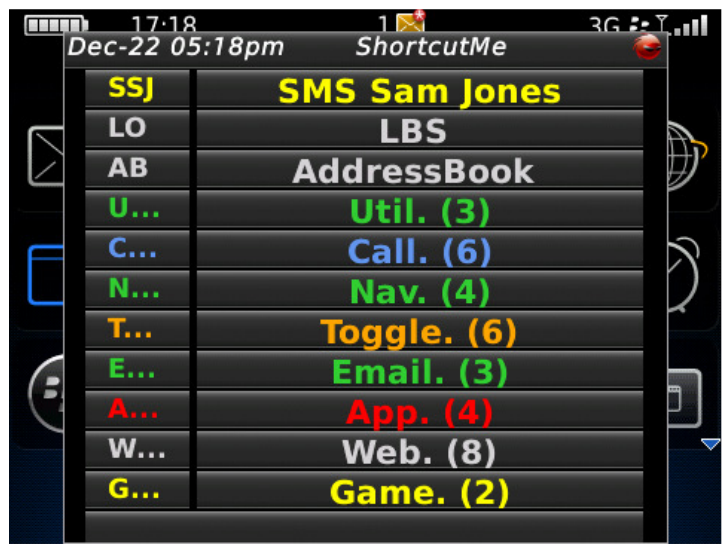 17:18 1 3G
Dec-22 05:18pm ShortcutMe
SSJ SMS Sam Jones
LO LBS
AB AddressBook
U... Util. (3)
C... Call. (6)
N... Nav. (4)
T... Toggle. (6)
E... Email. (3)
A... App. (4)
W... Web. (8)
G... Game. (2)